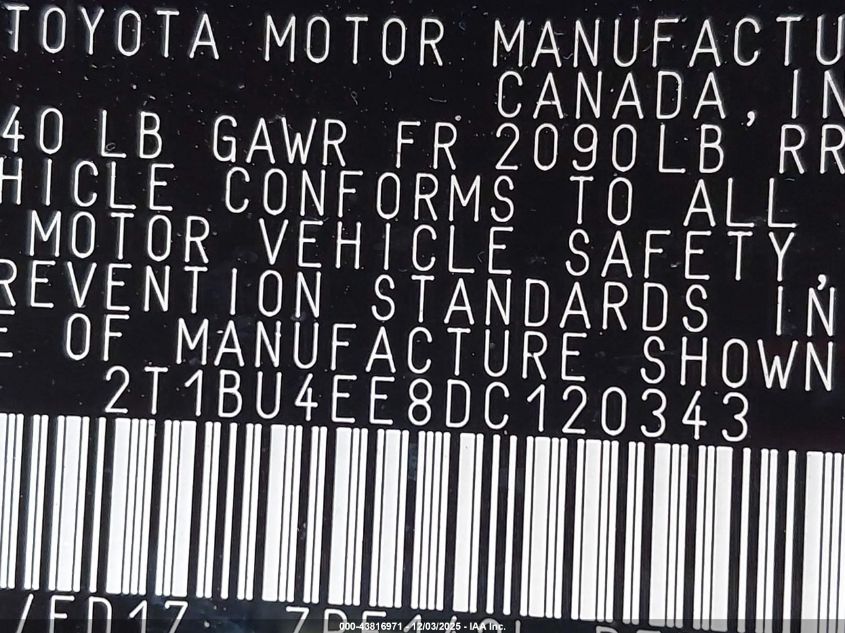 TOYOTA MOTOR MANUFACTU
CANADA, IN
40 LB GAWR FR 2090LB RR
HICLE CONFORMS TO ALL
MOTOR VEHICLE SAFETY,
REVENTION STANDARDS IN
E OF MANUFACTURE SHOWN
2T1BU4EE8DC120343
000-43816971 - 12/03/2025 - IAA Inc.